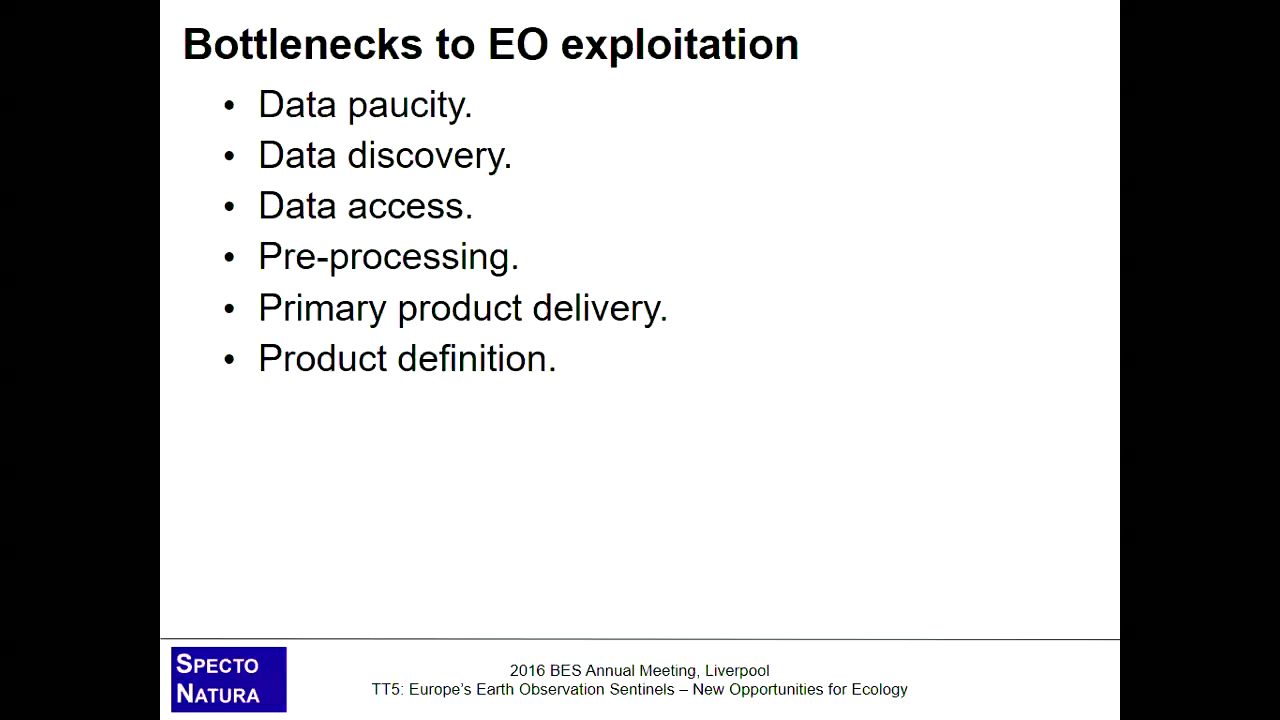 Bottlenecks to EO exploitation
• Data paucity.
• Data discovery.
• Data access.
• Pre-processing.
• Primary product delivery.
• Product definition.
SPECTO
NATURA
2016 BES Annual Meeting, Liverpool
TT5: Europe's Earth Observation Sentinels – New Opportunities for Ecology